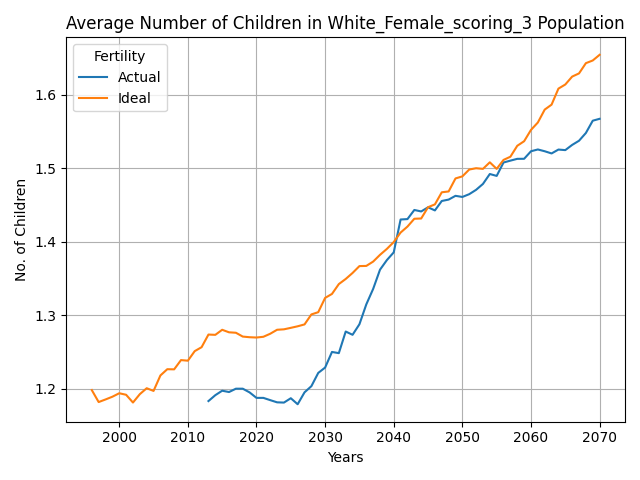 Average Number of Children in White_Female_scoring_3 Population
Fertility
Actual
Ideal
No. of Children
1.6
1.5
1.4
1.3
1.2
2000 2010 2020 2030 2040 2050 2060 2070
Years